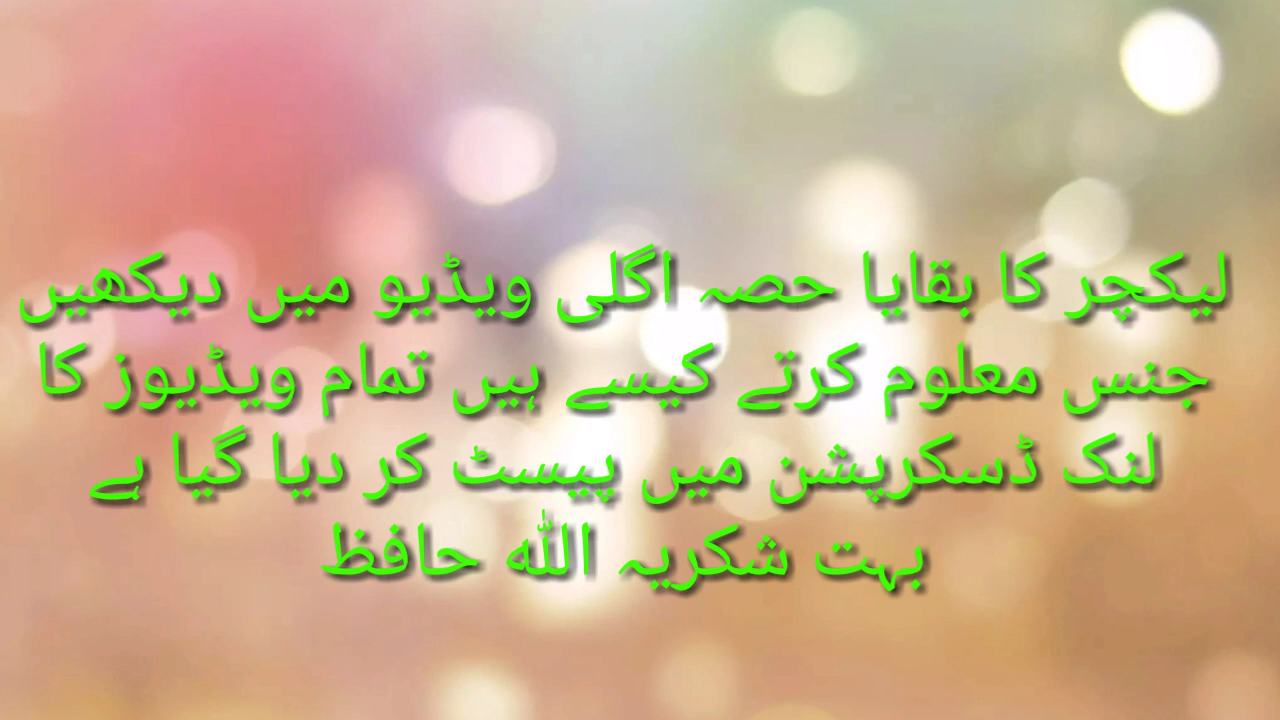 لیکچر کا بقایا حصہ اگلی ویڈیو میں دیکھیں
جنس معلوم کرتے کیسے ہیں تمام ویڈیوز کا
لنک ڈسکرپشن میں پیسٹ کر دیا گیا ہے
بہت شکریہ اللہ حافظ